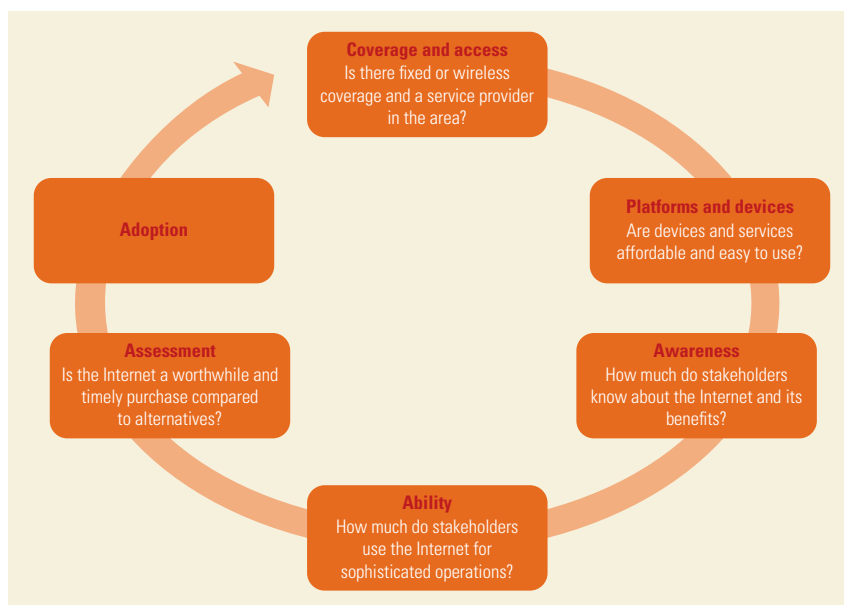 Coverage and access
Is there fixed or wireless
coverage and a service provider
in the area?
Platforms and devices
Are devices and services
affordable and easy to use?
Awareness
How much do stakeholders
know about the Internet and its
benefits?
Ability
How much do stakeholders
use the Internet for
sophisticated operations?
Assessment
Is the Internet a worthwhile and
timely purchase compared
to alternatives?
Adoption